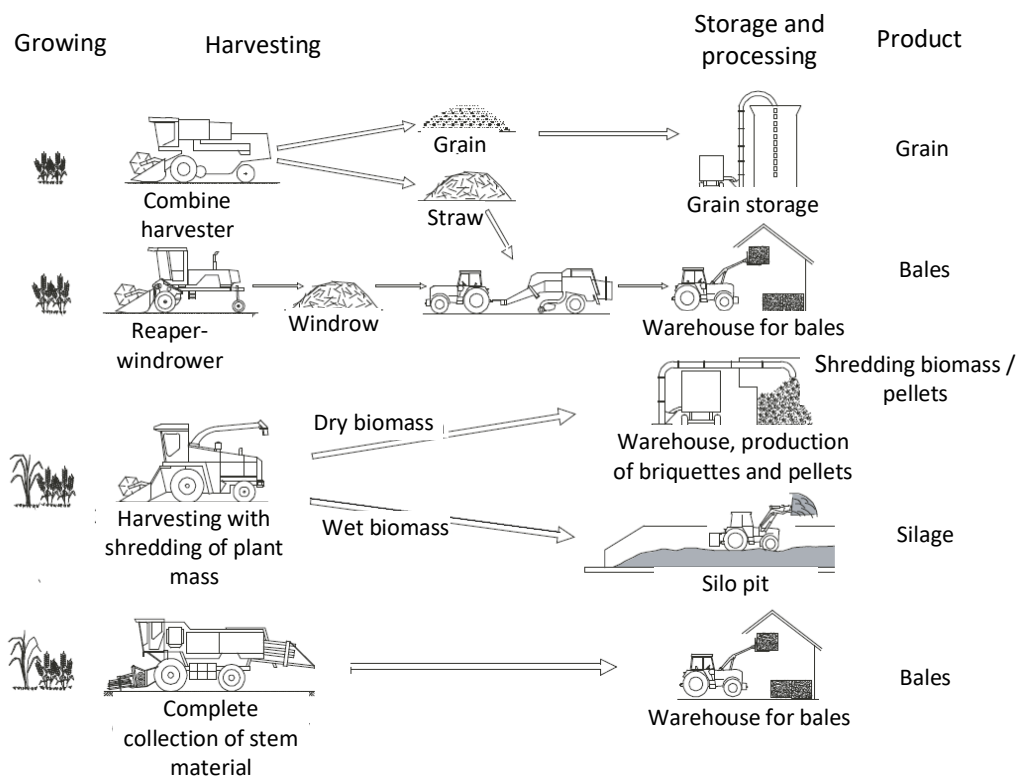 Growing
Harvesting
Storage and
processing
Product
Grain
Straw
Combine
harvester
Grain storage
Grain
Reaper-
windrower
Windrow
Warehouse for bales
Bales
Dry biomass
Wet biomass
Harvesting with
shredding of plant
mass
Warehouse, production
of briquettes and pellets
Shredding biomass /
pellets
Silo pit
Silage
Complete
collection of stem
material
Warehouse for bales
Bales